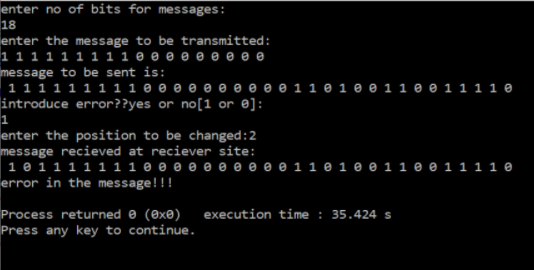 enter no of bits for messages:
18
enter the message to be transmitted:
1 1 1 1 1 1 1 1 1 0 0 0 0 0 0 0 0 0
message to be sent is:
1 1 1 1 1 1 1 1 1 0 0 0 0 0 0 0 0 0 0 1 1 0 1 0 0 1 1 0 0 1 1 1 1 0
introduce error??yes or no[1 or 0]:
1
enter the position to be changed:2
message recieved at reciever site:
1 0 1 1 1 1 1 1 1 0 0 0 0 0 0 0 0 0 0 1 1 0 1 0 0 1 1 0 0 1 1 1 1 0
error in the message!!!
Process returned 0 (0x0)   execution time : 35.424 s
Press any key to continue.